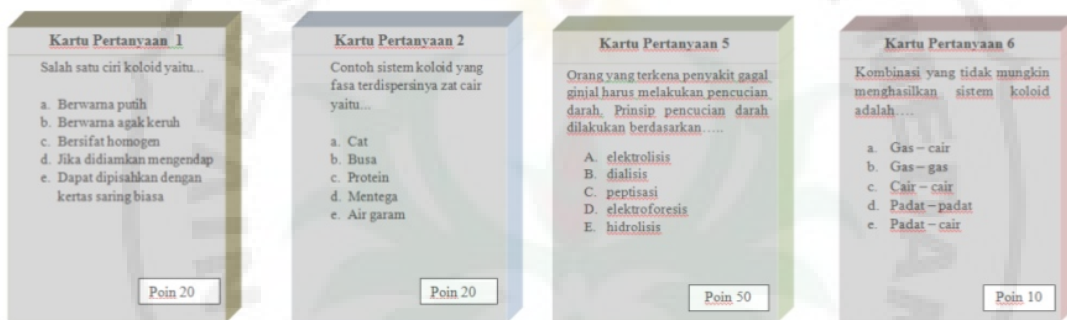 Kartu Pertanyaan 1
Salah satu ciri koloid yaitu...
a. Berwarna putih
b. Berwarna agak keruh
c. Bersifat homogen
d. Jika didiamkan mengendap
e. Dapat dipisahkan dengan
kertas saring biasa
Poin 20
Kartu Pertanyaan 2
Contoh sistem koloid yang
fasa terdispersinya zat cair
yaitu...
a. Cat
b. Busa
c. Protein
d. Mentega
e. Air garam
Poin 20
Kartu Pertanyaan 5
Orang yang terkena penyakit gagal
ginjal harus melakukan pencucian
darah. Prinsip pencucian darah
dilakukan berdasarkan.....
A. elektrolisis
B. dialisis
C. peptisasi
D. elektroforesis
E. hidrolisis
Poin 50
Kartu Pertanyaan 6
Kombinasi yang tidak mungkin
menghasilkan sistem koloid
adalah....
a. Gas – cair
b. Gas – gas
c. Cair – cair
d. Padat – padat
e. Padat – cair
Poin 10